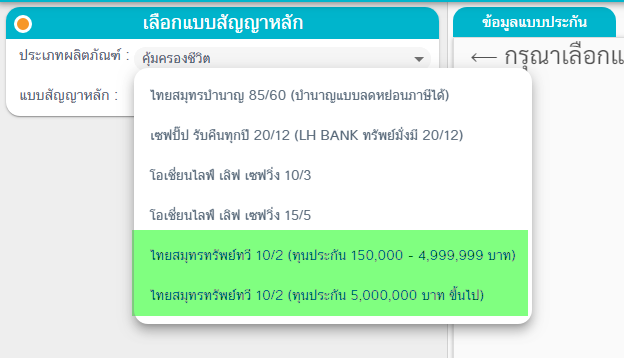 เลือกแบบสัญญาหลัก
ข้อมูลแบบประกัน
ประเภทผลิตภัณฑ์ :
คุ้มครองชีวิต
← กรุณาเลือกแ
แบบสัญญาหลัก :
ไทยสมุทรบำนาญ 85/60 (บำนาญแบบลดหย่อนภาษีได้)
เซฟปั๊ป รับคืนทุกปี 20/12 (LH BANK ทรัพย์มั่งมี 20/12)
โอเชี่ยนไลฟ์ เลิฟ เซฟวิ่ง 10/3
โอเชี่ยนไลฟ์ เลิฟ เซฟวิ่ง 15/5
ไทยสมุทรทรัพย์ทวี 10/2 (ทุนประกัน 150,000 - 4,999,999 บาท)
ไทยสมุทรทรัพย์ทวี 10/2 (ทุนประกัน 5,000,000 บาท ขึ้นไป)